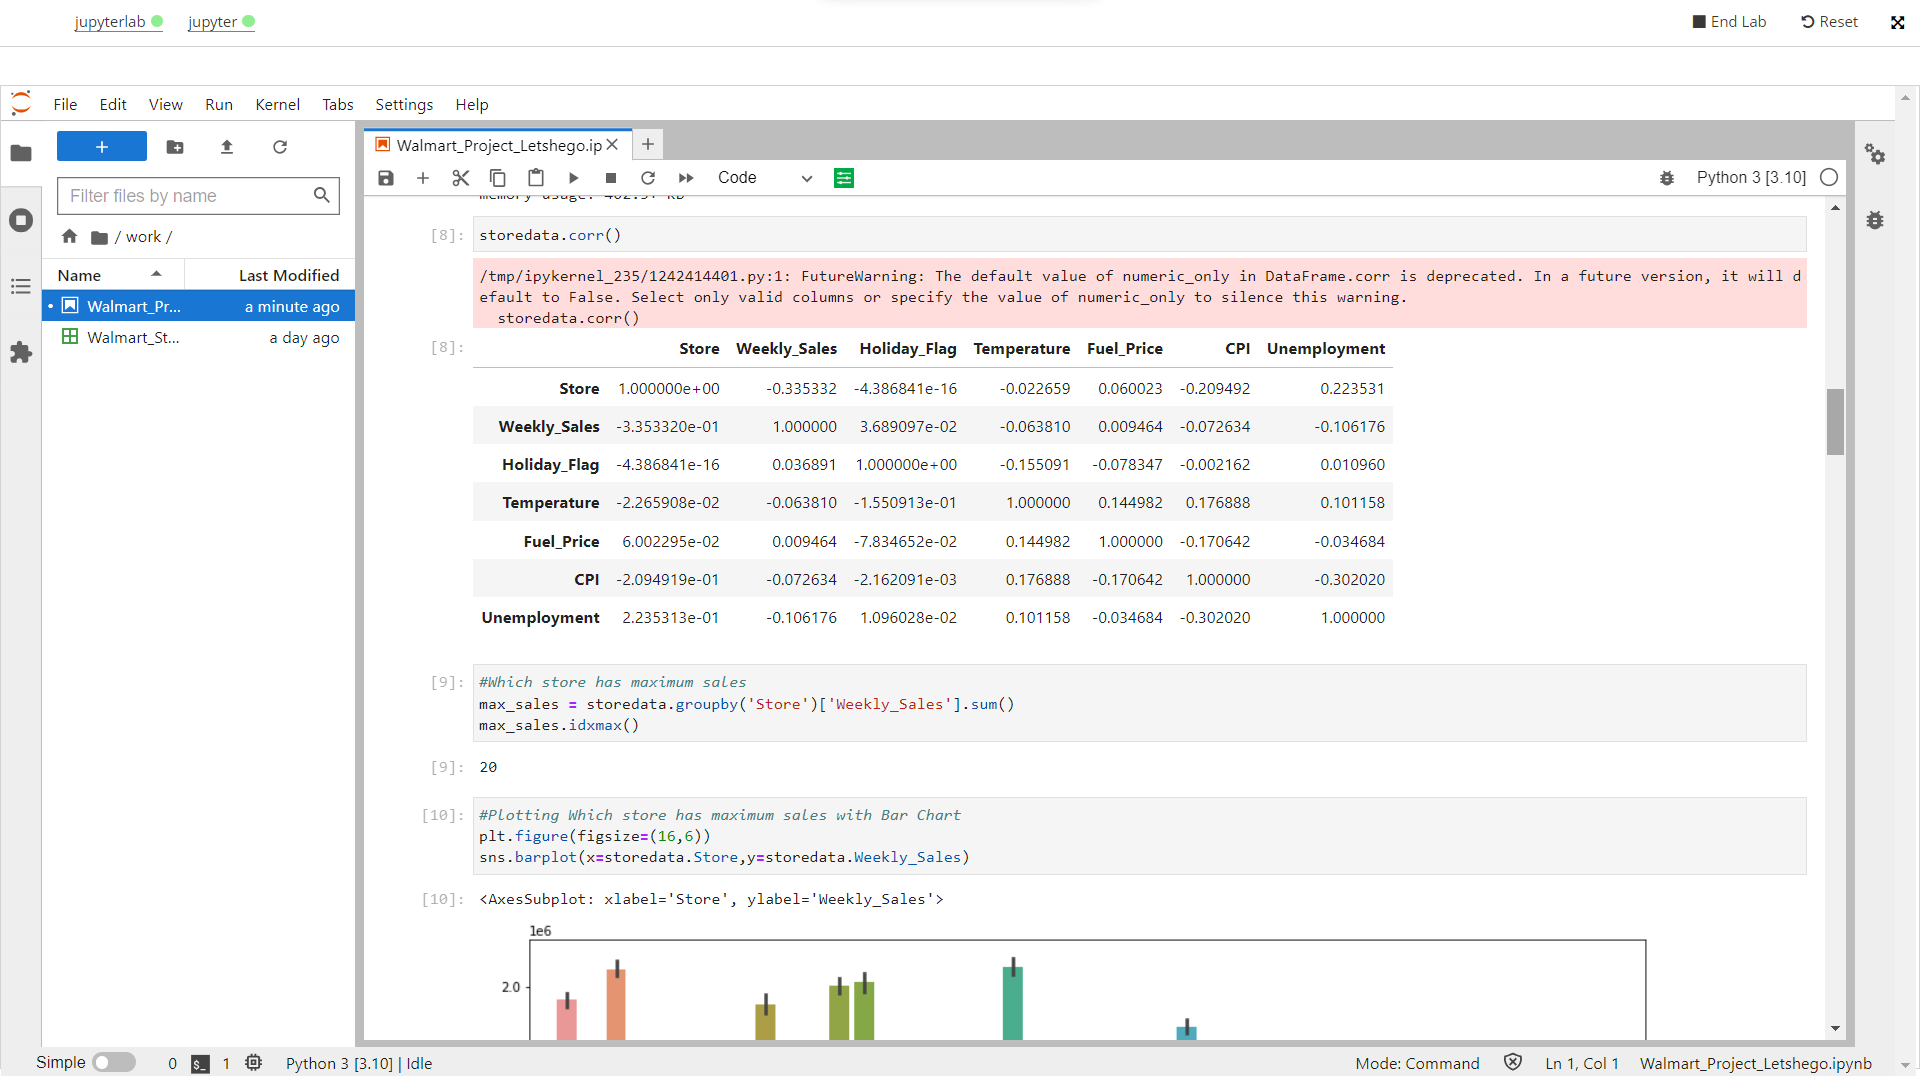 jupyterlab jupyter End Lab Reset
File Edit View Run Kernel Tabs Settings Help
Walmart_Project_Letshego.ip
Code Python 3 [3.10]
Filter files by name
/ work /
Name Last Modified
Walmart_Pr... a minute ago
Walmart_St... a day ago
memory usage: 402.3+ KB
[8]: storedata.corr()
/tmp/ipykernel_235/1242414401.py:1: FutureWarning: The default value of numeric_only in DataFrame.corr is deprecated. In a future version, it will d
efault to False. Select only valid columns or specify the value of numeric_only to silence this warning.
storedata.corr()
[8]: Store Weekly_Sales Holiday_Flag Temperature Fuel_Price CPI Unemployment
Store 1.000000e+00 -0.335332 -4.386841e-16 -0.022659 0.060023 -0.209492 0.223531
Weekly_Sales -3.353320e-01 1.000000 3.689097e-02 -0.063810 0.009464 -0.072634 -0.106176
Holiday_Flag -4.386841e-16 0.036891 1.000000e+00 -0.155091 -0.078347 -0.002162 0.010960
Temperature -2.265908e-02 -0.063810 -1.550913e-01 1.000000 0.144982 0.176888 0.101158
Fuel_Price 6.002295e-02 0.009464 -7.834652e-02 0.144982 1.000000 -0.170642 -0.034684
CPI -2.094919e-01 -0.072634 -2.162091e-03 0.176888 -0.170642 1.000000 -0.302020
Unemployment 2.235313e-01 -0.106176 1.096028e-02 0.101158 -0.034684 -0.302020 1.000000
[9]: #Which store has maximum sales
max_sales = storedata.groupby('Store')['Weekly_Sales'].sum()
max_sales.idxmax()
[9]: 20
[10]: #Plotting Which store has maximum sales with Bar Chart
plt.figure(figsize=(16,6))
sns.barplot(x=storedata.Store,y=storedata.Weekly_Sales)
[10]: <AxesSubplot: xlabel='Store', ylabel='Weekly_Sales'>
1e6
2.0
Simple 0 $_ 1 Python 3 [3.10] | Idle Mode: Command Ln 1, Col 1 Walmart_Project_Letshego.ipynb